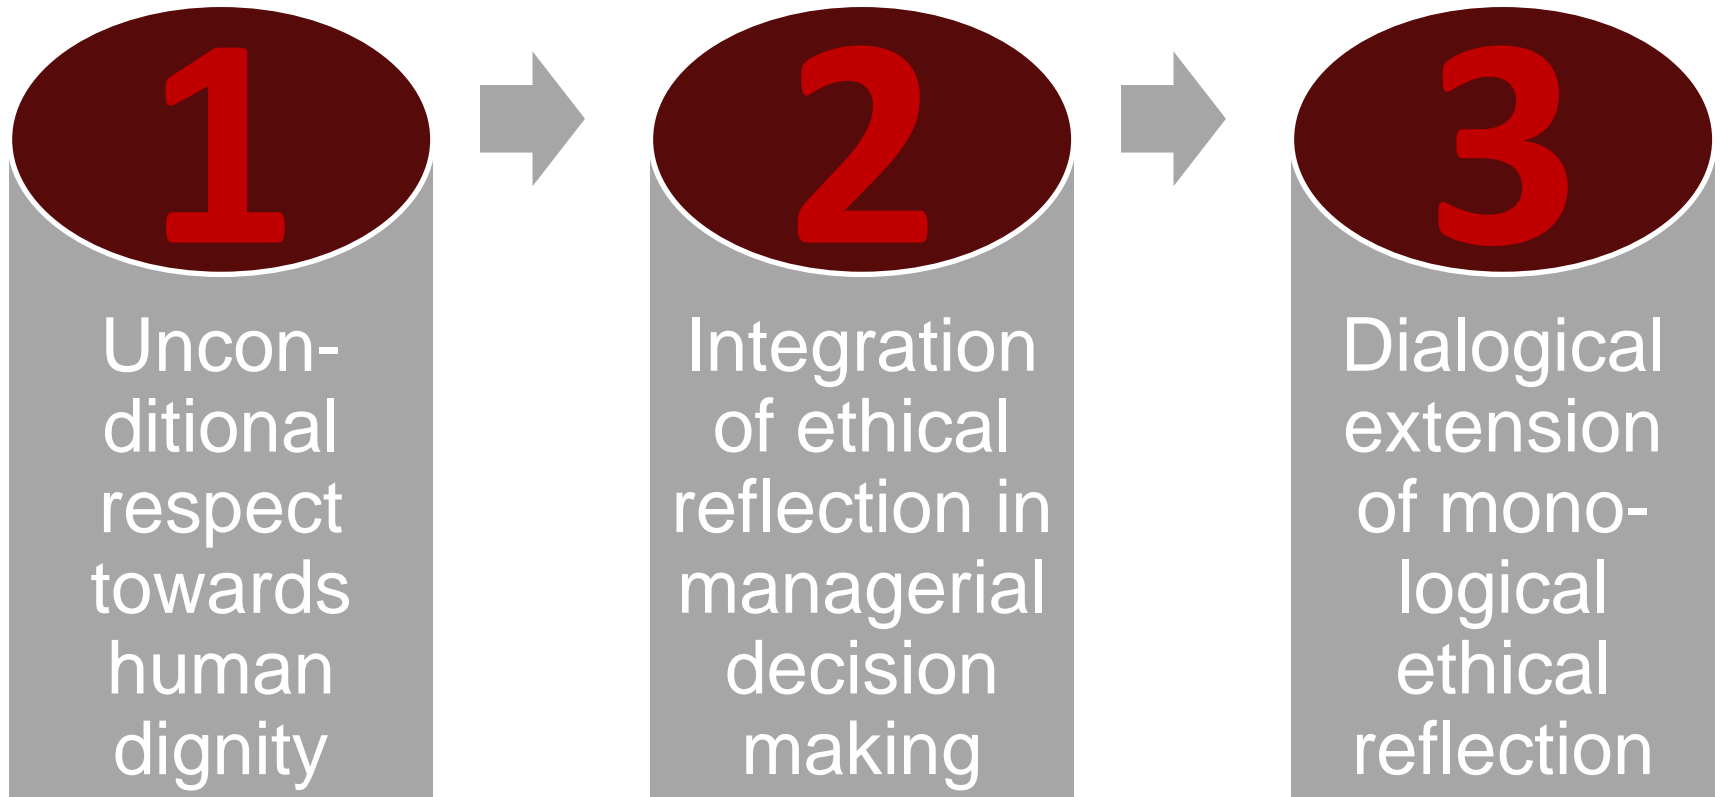 1
Uncon-
ditional
respect
towards
human
dignity
2
Integration
of ethical
reflection in
managerial
decision
making
3
Dialogical
extension
of mono-
logical
ethical
reflection